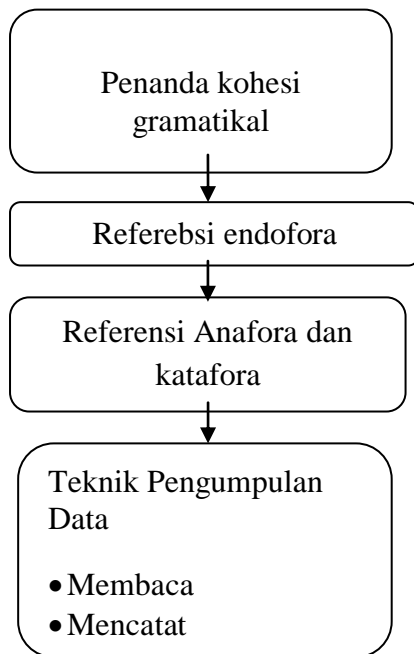 Penanda kohesi
gramatikal
Referebsi endofora
Referensi Anafora dan
katafora
Teknik Pengumpulan
Data
• Membaca
• Mencatat